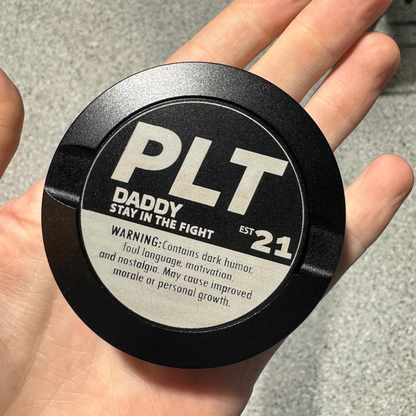 PLT
DADDY
STAY IN THE FIGHT
EST 21
WARNING: Contains dark humor,
foul language, motivation,
and nostalgia. May cause improved
morale or personal growth.